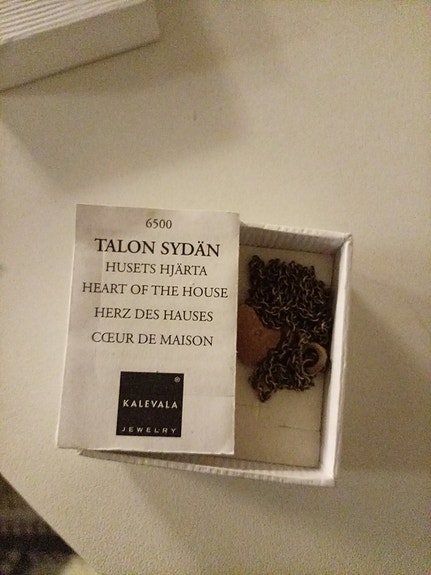 6500
TALON SYDÄN
HUSETS HJÄRTA
HEART OF THE HOUSE
HERZ DES HAUSES
CŒUR DE MAISON
®
KALEVALA
JEWELRY